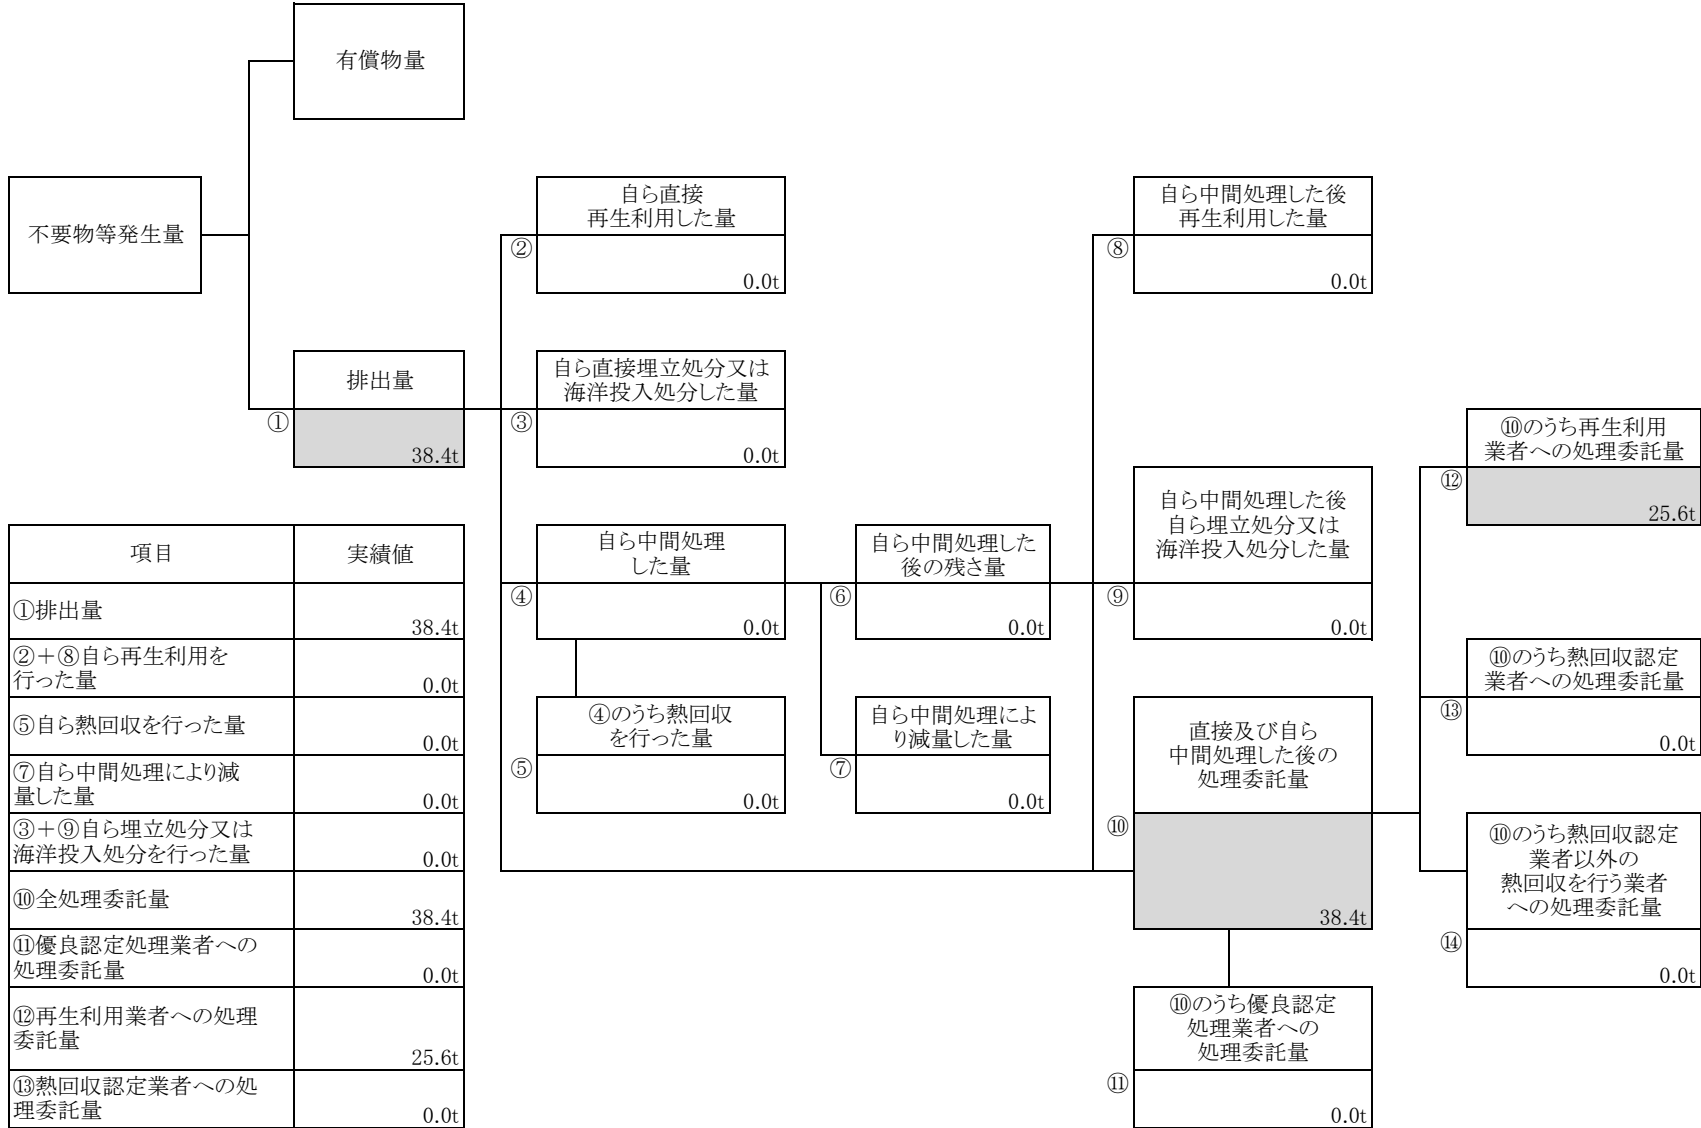 有償物量
不要物等発生量
自ら直接
再生利用した量
②
0.0t
自ら中間処理した後
再生利用した量
⑧
0.0t
排出量
①
38.4t
自ら直接埋立処分又は
海洋投入処分した量
③
0.0t
⑩のうち再生利用
業者への処理委託量
⑫
25.6t
自ら中間処理
した量
④
0.0t
自ら中間処理した
後の残さ量
⑥
0.0t
自ら中間処理した後
自ら埋立処分又は
海洋投入処分した量
⑨
0.0t
⑩のうち熱回収認定
業者への処理委託量
⑬
0.0t
④のうち熱回収
を行った量
⑤
0.0t
自ら中間処理によ
り減量した量
⑦
0.0t
直接及び自ら
中間処理した後の
処理委託量
⑩
38.4t
⑩のうち熱回収認定
業者以外の
熱回収を行う業者
への処理委託量
⑭
0.0t
⑩のうち優良認定
処理業者への
処理委託量
⑪
0.0t
項目 実績値
①排出量
38.4t
②＋⑧自ら再生利用を
行った量
0.0t
⑤自ら熱回収を行った量
0.0t
⑦自ら中間処理により減
量した量
0.0t
③＋⑨自ら埋立処分又は
海洋投入処分を行った量
0.0t
⑩全処理委託量
38.4t
⑪優良認定処理業者への
処理委託量
0.0t
⑫再生利用業者への処理
委託量
25.6t
⑬熱回収認定業者への処
理委託量
0.0t